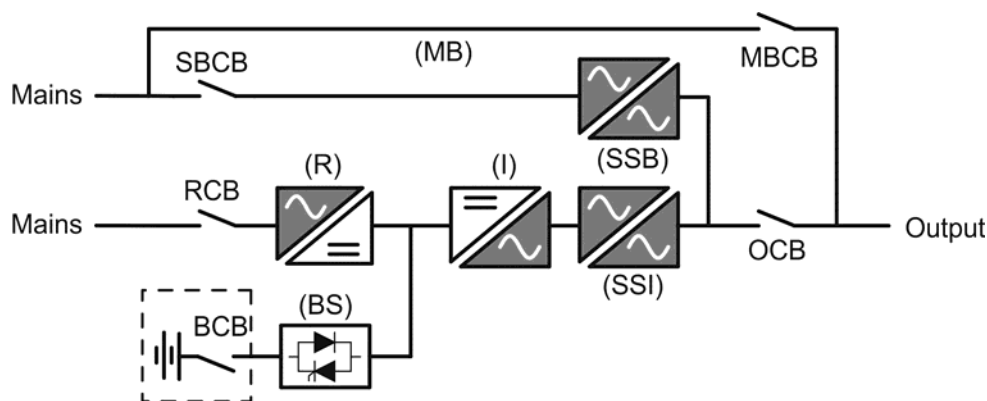 (MB)
MBCB
SBCB
Mains
(SSB)
(R)
(I)
RCB
Mains
Output
OCB
(SSI)
(BS)
BCB